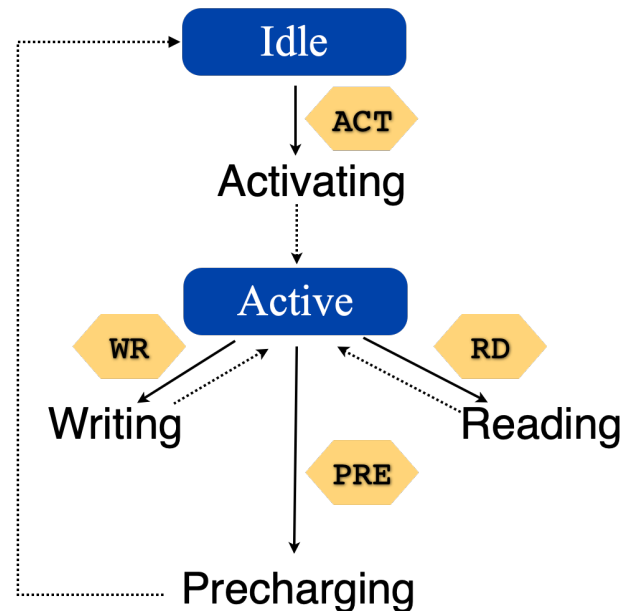 Idle
ACT
Activating
Active
WR
RD
Writing
Reading
PRE
Precharging